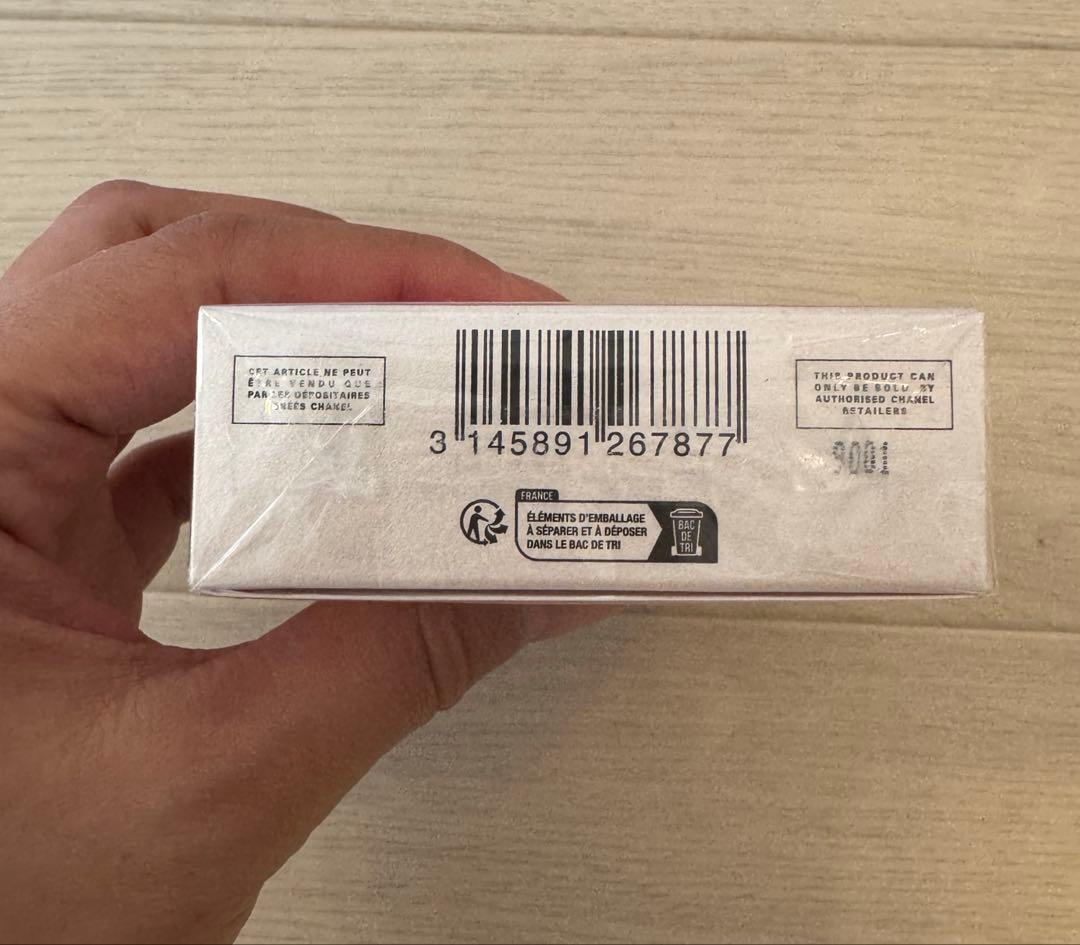 CET ARTICLE NE PEUT
ÊTRE VENDU QUE
PAR LES DÉPOSITAIRES
AGRÉÉS CHANEL
3 145891 267877
THIS PRODUCT CAN
ONLY BE SOLD BY
AUTHORISED CHANEL
RETAILERS
FRANCE
ÉLÉMENTS D'EMBALLAGE
À SÉPARER ET À DÉPOSER
DANS LE BAC DE TRI
BAC
DE
TRI